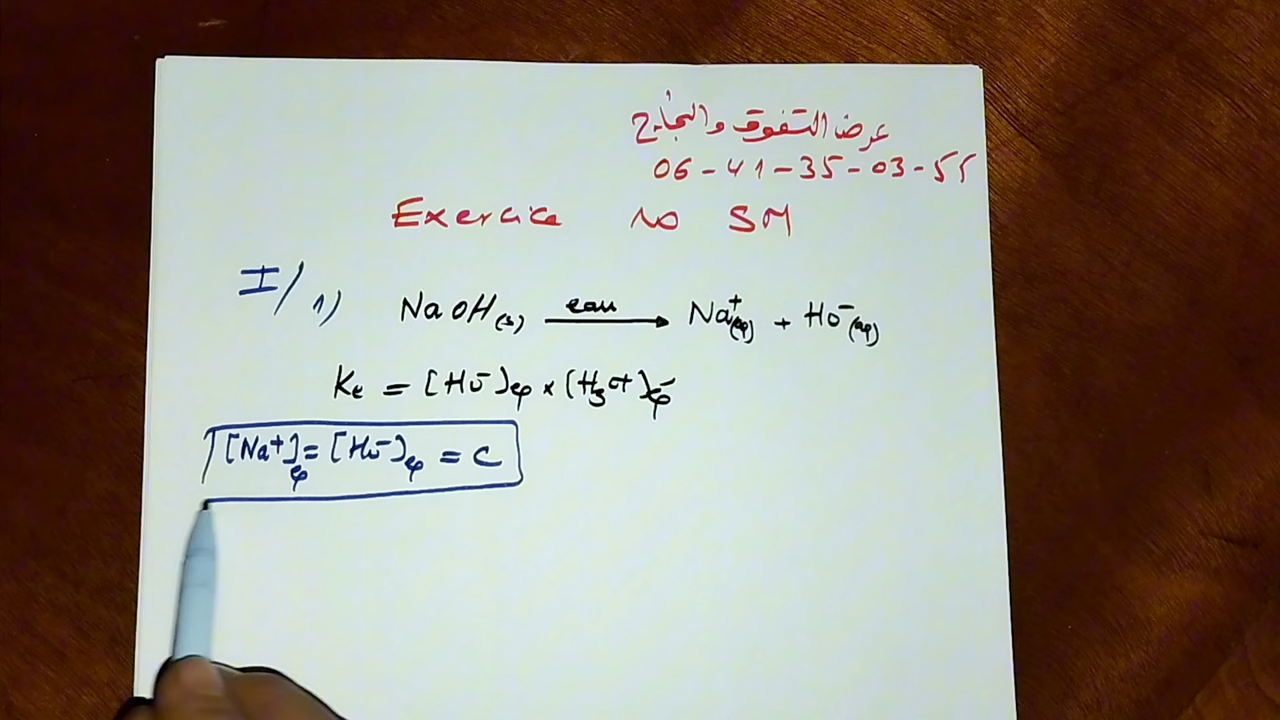 عرض التفوق والنجاح
06-41-35-03-55
Exercice NO SM
I/ 1) NaOH(s) eau → Na⁺(aq) + HO⁻(aq)
Ke = [HO⁻]éq × [H₃O⁺]éq
[Na⁺]éq = [HO⁻]éq = C